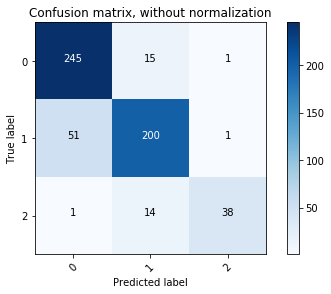 Confusion matrix, without normalization
0 245 15 1
1 51 200 1
2 1 14 38
0 1 2
True label
Predicted label
200
150
100
50